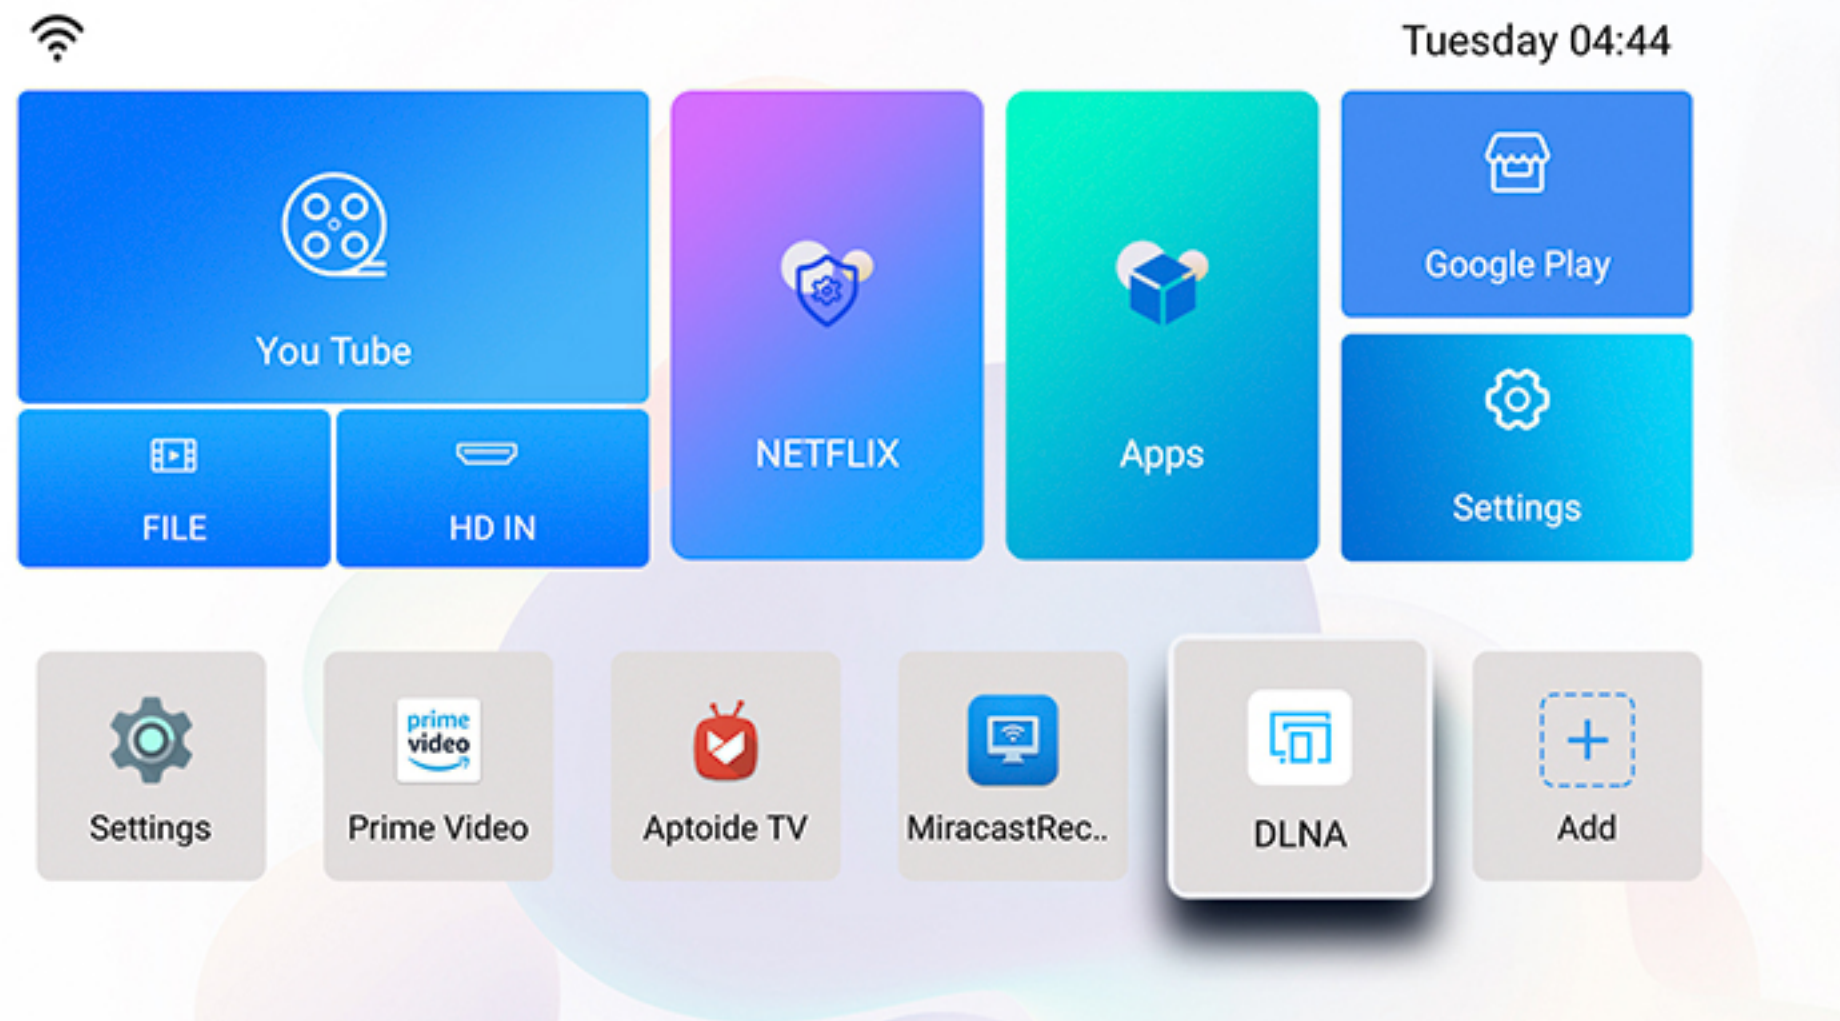 Tuesday 04:44
You Tube
NETFLIX
Apps
Google Play
FILE
HD IN
Settings
Settings
prime
video
Prime Video
Aptoide TV
MiracastRec..
DLNA
Add